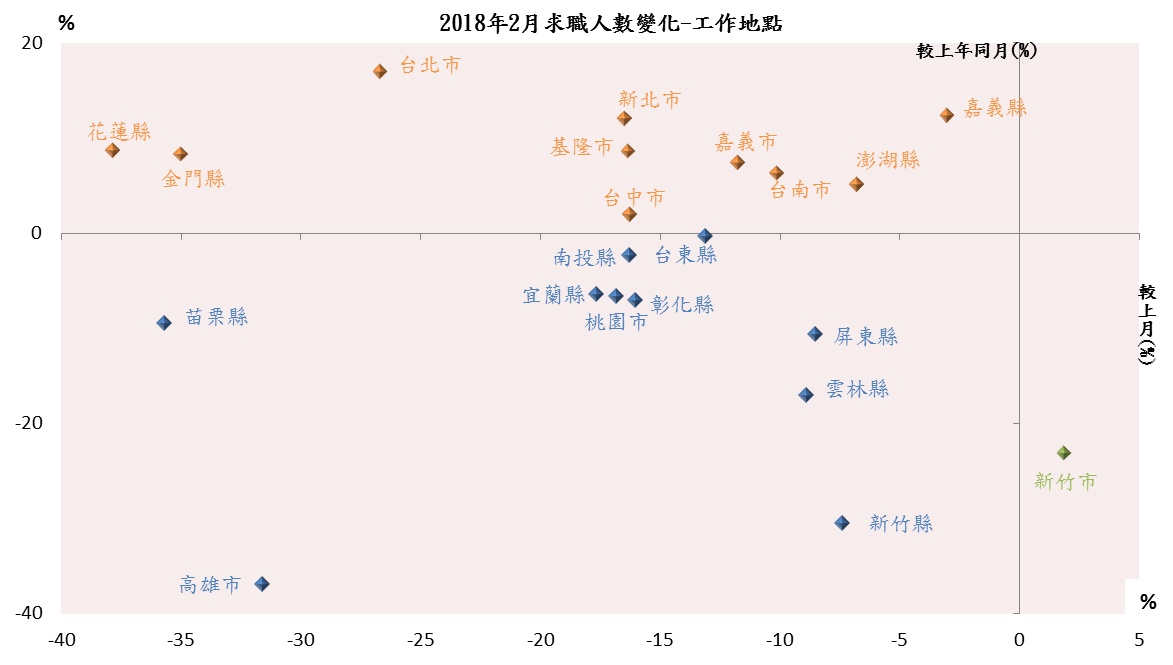 2018年2月求職人數變化-工作地點
%
20
較上年同月(%)
台北市
新北市
嘉義縣
花蓮縣
基隆市
嘉義市
澎湖縣
金門縣
台南市
台中市
0
南投縣
台東縣
宜蘭縣
彰化縣
桃園市
苗栗縣
較上月(%)
屏東縣
雲林縣
-20
新竹市
新竹縣
高雄市
-40
%
-40 -35 -30 -25 -20 -15 -10 -5 0 5